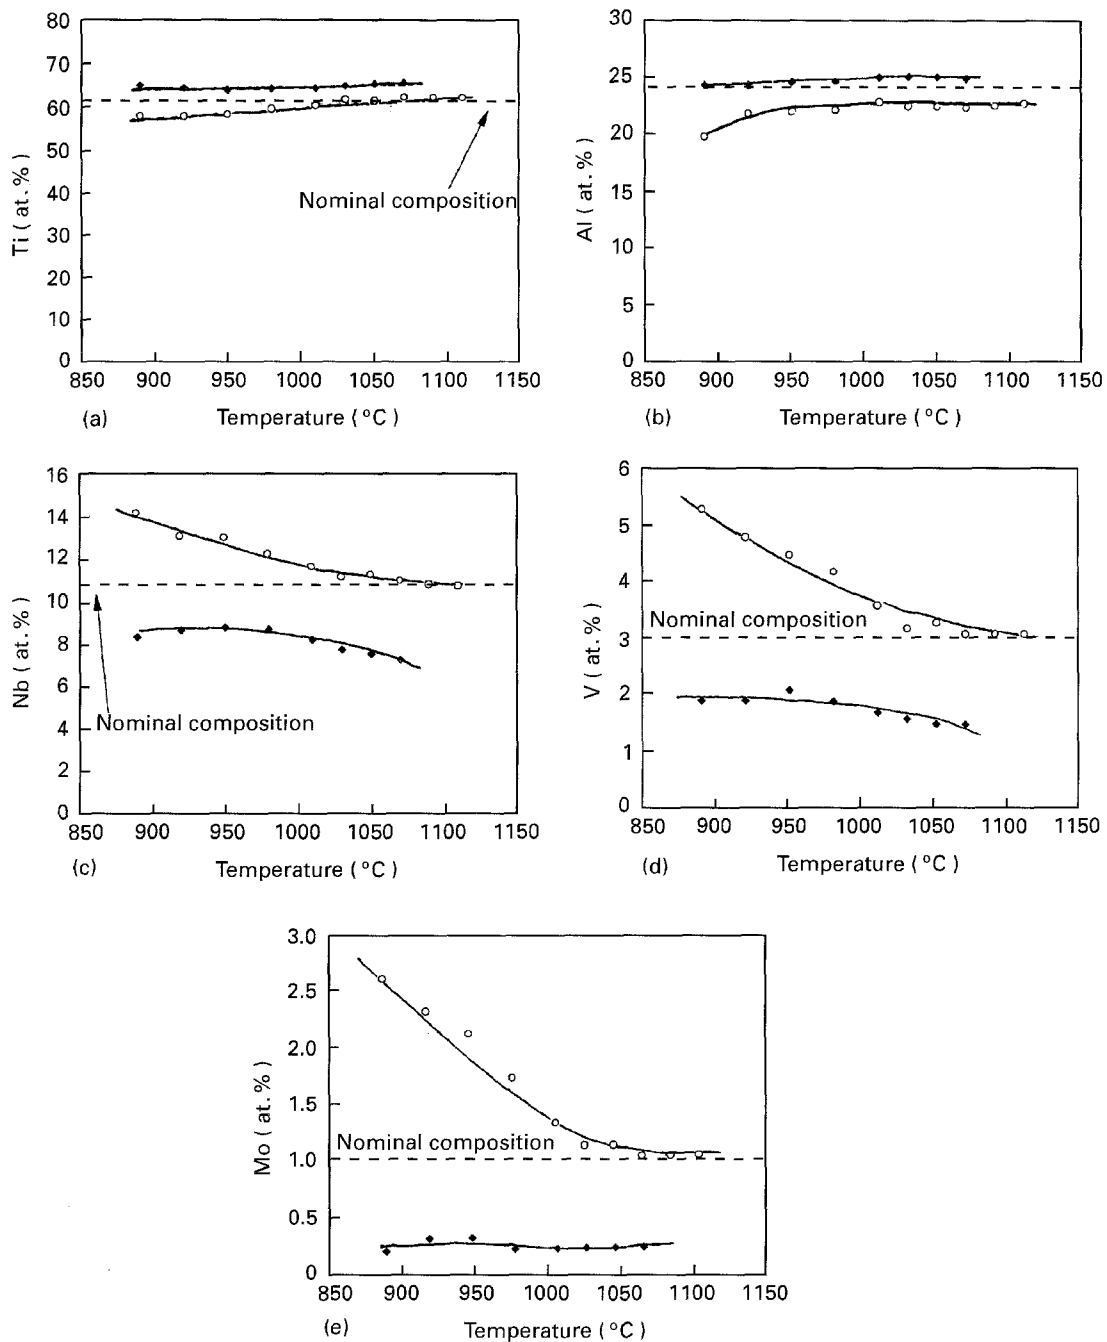 80
70
60
50
40
30
20
10
0
Ti ( at. % )
Nominal composition
850 900 950 1000 1050 1100 1150
(a) Temperature ( °C )
30
25
20
15
10
5
0
Al ( at. % )
850 900 950 1000 1050 1100 1150
(b) Temperature ( °C )
16
14
12
10
8
6
4
2
0
Nb ( at. % )
Nominal composition
850 900 950 1000 1050 1100 1150
(c) Temperature ( °C )
6
5
4
3
2
1
0
V ( at. % )
Nominal composition
850 900 950 1000 1050 1100 1150
(d) Temperature ( °C )
3.0
2.5
2.0
1.5
1.0
0.5
0
Mo ( at. % )
Nominal composition
850 900 950 1000 1050 1100 1150
(e) Temperature ( °C )